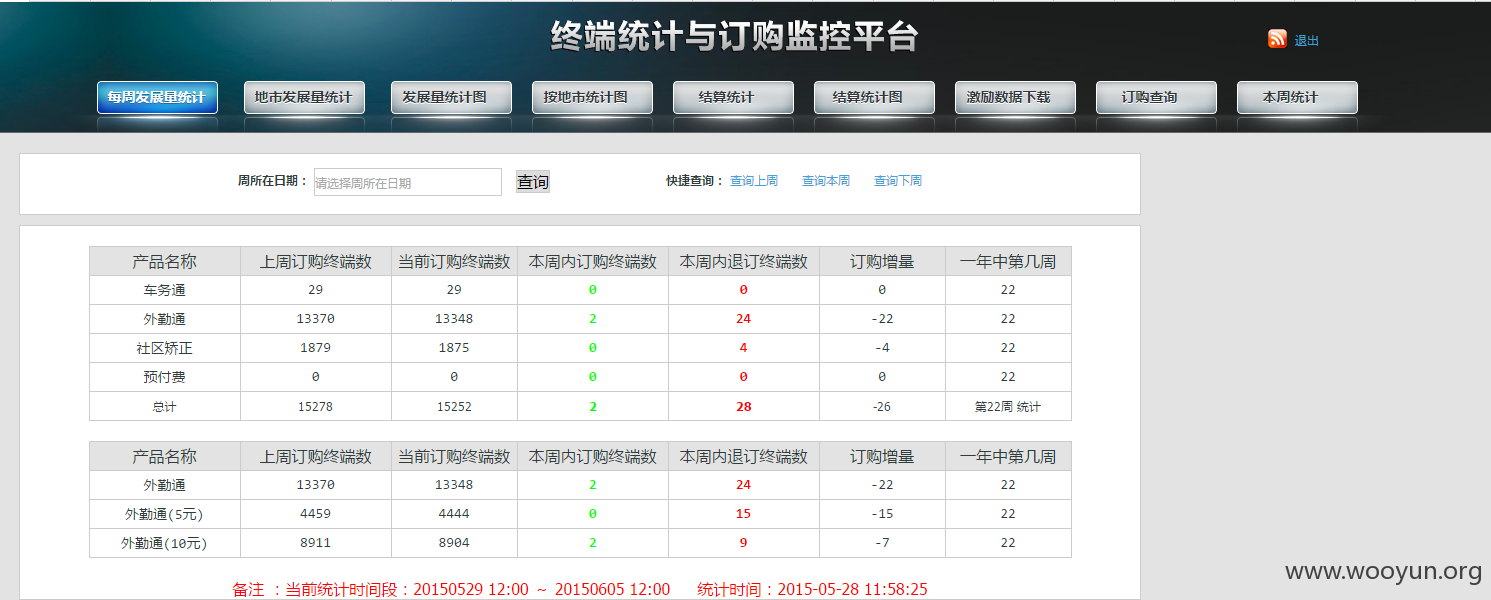 终端统计与订购监控平台
退出
每周发展量统计 地市发展量统计 发展量统计图 按地市统计图 结算统计 结算统计图 激励数据下载 订购查询 本周统计
周所在日期： 请选择周所在日期 查询 快捷查询： 查询上周 查询本周 查询下周
产品名称 上周订购终端数 当前订购终端数 本周内订购终端数 本周内退订终端数 订购增量 一年中第几周
车务通 29 29 0 0 0 22
外勤通 13370 13348 2 24 -22 22
社区矫正 1879 1875 0 4 -4 22
预付费 0 0 0 0 0 22
总计 15278 15252 2 28 -26 第22周 统计
产品名称 上周订购终端数 当前订购终端数 本周内订购终端数 本周内退订终端数 订购增量 一年中第几周
外勤通 13370 13348 2 24 -22 22
外勤通(5元) 4459 4444 0 15 -15 22
外勤通(10元) 8911 8904 2 9 -7 22
备注 ：当前统计时间段：20150529 12:00 ~ 20150605 12:00 统计时间：2015-05-28 11:58:25
www.wooyun.org